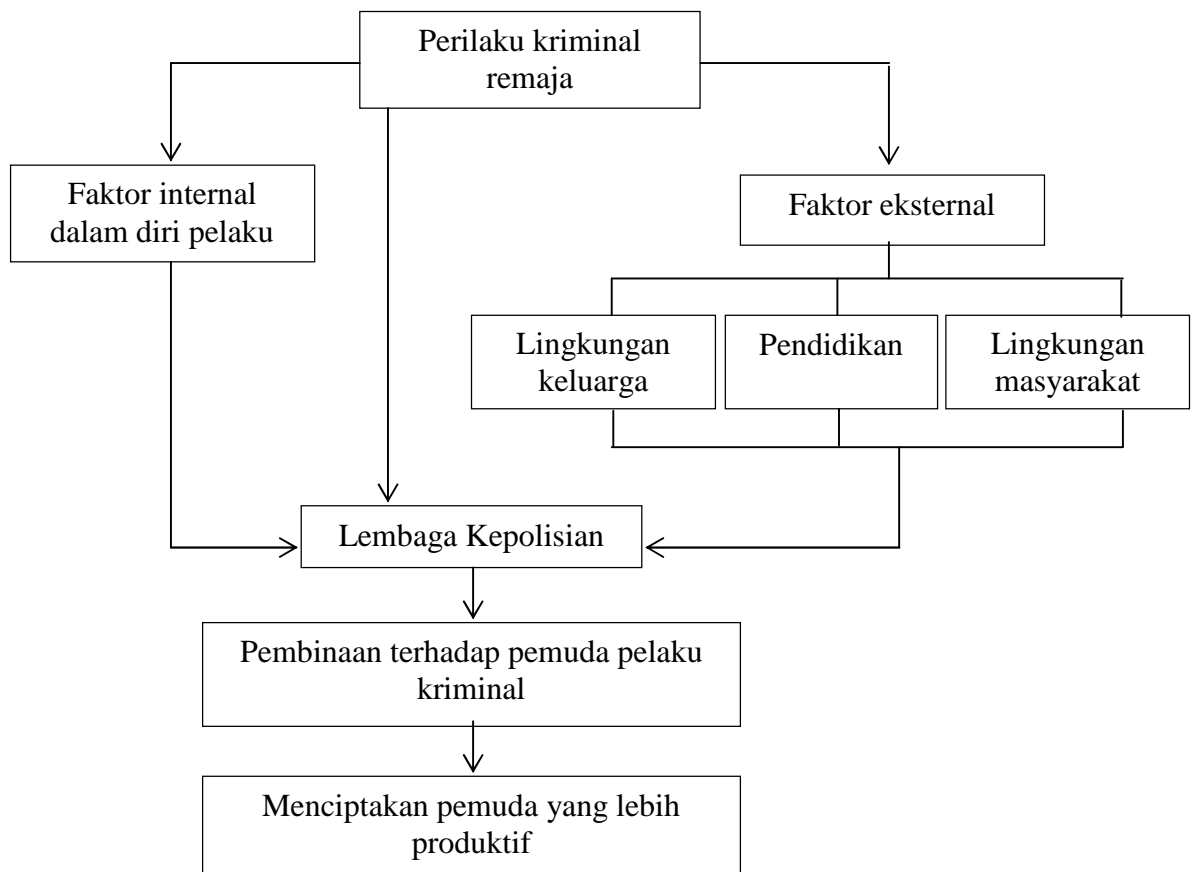 Perilaku kriminal
remaja
Faktor internal
dalam diri pelaku
Faktor eksternal
Lingkungan
keluarga
Pendidikan
Lingkungan
masyarakat
Lembaga Kepolisian
Pembinaan terhadap pemuda pelaku
kriminal
Menciptakan pemuda yang lebih
produktif